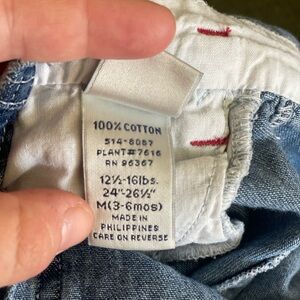 100% COTTON
514-8087
PLANT#7616
RN 96367
12½-16lbs.
24"-26½"
M(3-6mos)
MADE IN
PHILIPPINES
CARE ON REVERSE